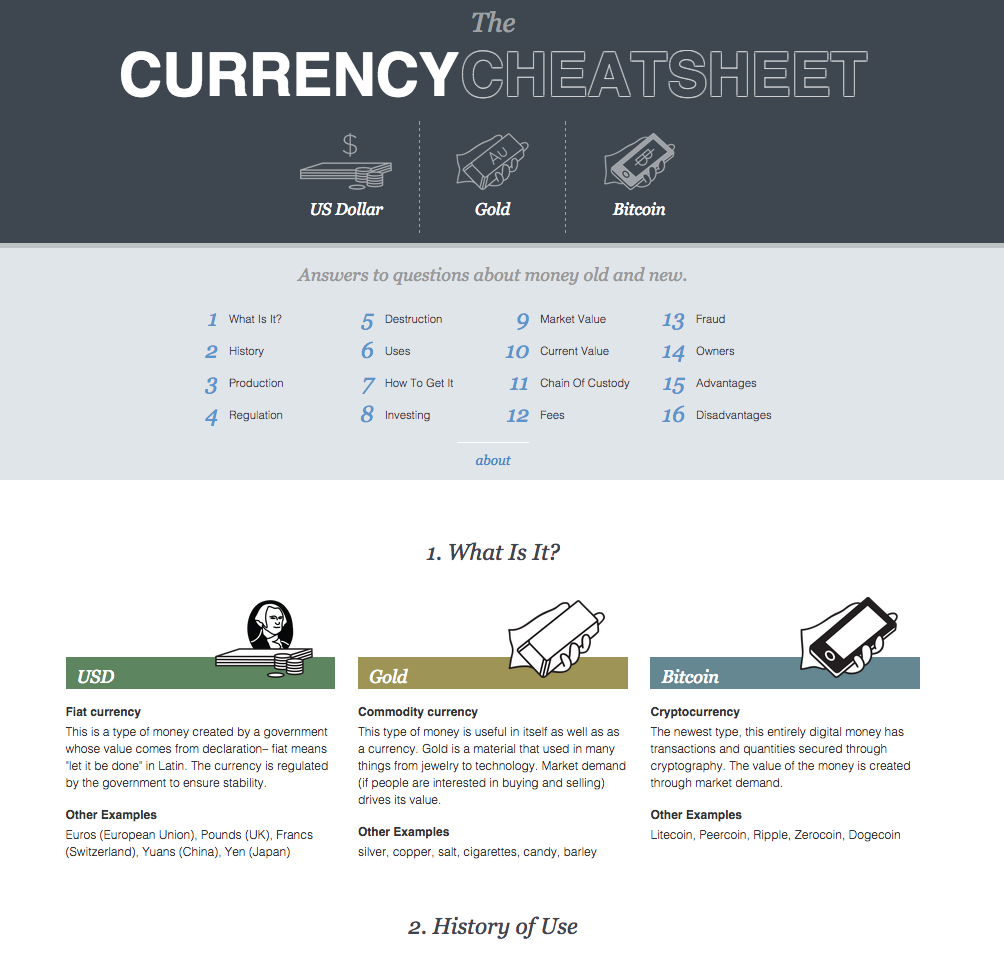 The
CURRENCYCHEATSHEET
$
AU
US Dollar
Gold
Bitcoin
Answers to questions about money old and new.
1 What Is It?
2 History
3 Production
4 Regulation
5 Destruction
6 Uses
7 How To Get It
8 Investing
9 Market Value
10 Current Value
11 Chain Of Custody
12 Fees
13 Fraud
14 Owners
15 Advantages
16 Disadvantages
about
1. What Is It?
USD
Fiat currency
This is a type of money created by a government
whose value comes from declaration– fiat means
"let it be done" in Latin. The currency is regulated
by the government to ensure stability.
Other Examples
Euros (European Union), Pounds (UK), Francs
(Switzerland), Yuans (China), Yen (Japan)
Gold
Commodity currency
This type of money is useful in itself as well as as
a currency. Gold is a material that used in many
things from jewelry to technology. Market demand
(if people are interested in buying and selling)
drives its value.
Other Examples
silver, copper, salt, cigarettes, candy, barley
Bitcoin
Cryptocurrency
The newest type, this entirely digital money has
transactions and quantities secured through
cryptography. The value of the money is created
through market demand.
Other Examples
Litecoin, Peercoin, Ripple, Zerocoin, Dogecoin
2. History of Use